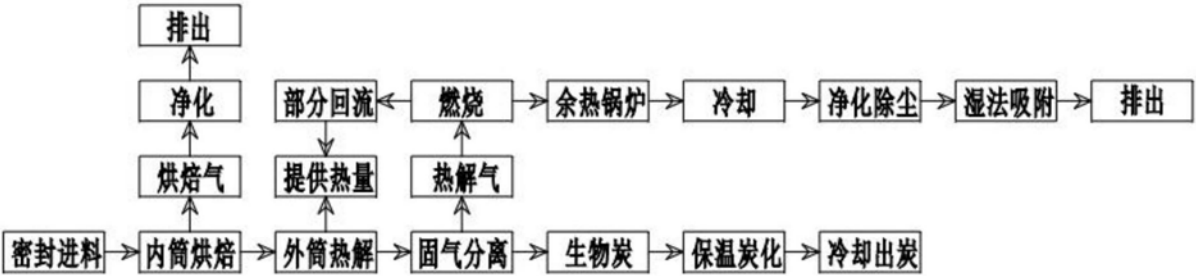 排出
净化
部分回流
燃烧
余热锅炉
冷却
净化除尘
湿法吸附
排出
烘焙气
提供热量
热解气
密封进料
内筒烘焙
外筒热解
固气分离
生物炭
保温炭化
冷却出炭